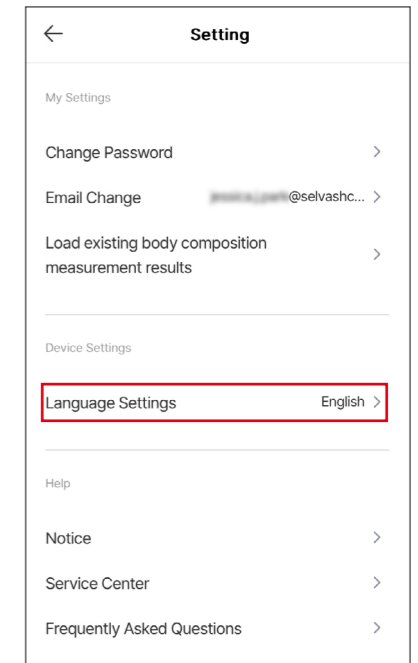 Setting
My Settings
Change Password
Email Change @selvashc...
Load existing body composition
measurement results
Device Settings
Language Settings English
Help
Notice
Service Center
Frequently Asked Questions